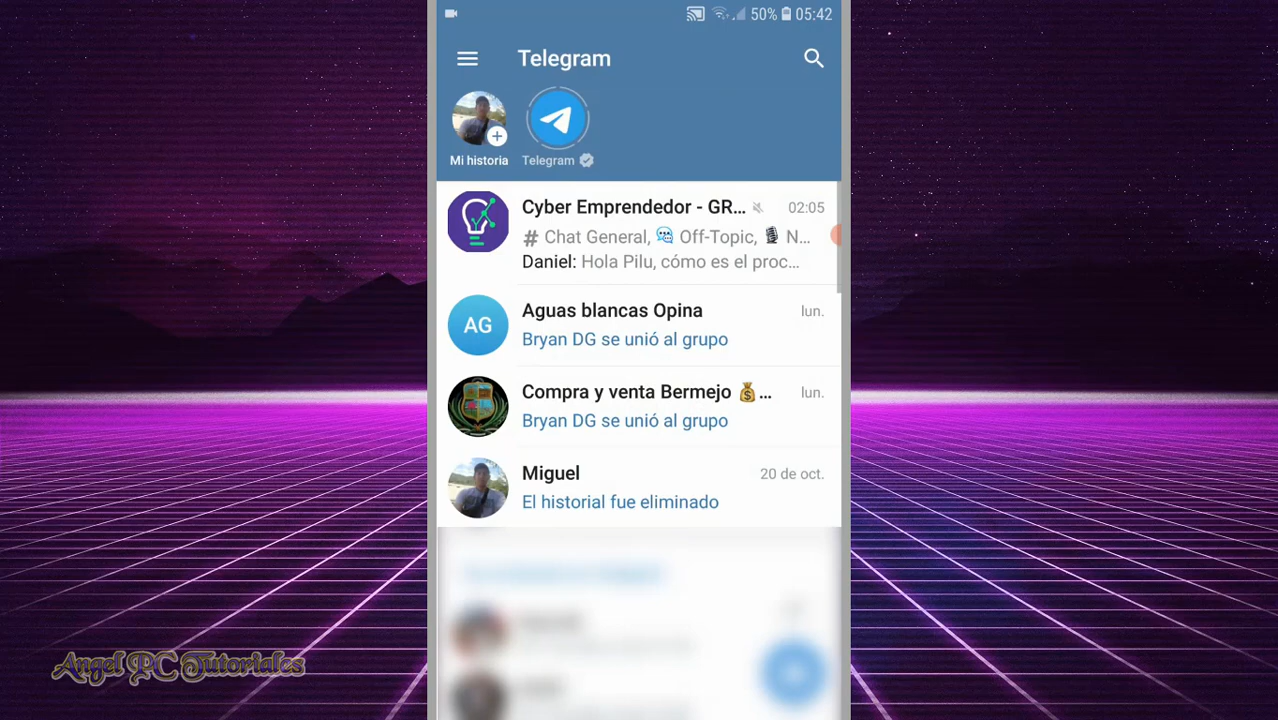 50% 05:42
Telegram
Mi historia
Telegram
Cyber Emprendedor - GR... 02:05
# Chat General, 💬 Off-Topic, 🎙 N...
Daniel: Hola Pilu, cómo es el proc...
AG
Aguas blancas Opina lun.
Bryan DG se unió al grupo
Compra y venta Bermejo 💰... lun.
Bryan DG se unió al grupo
Miguel 20 de oct.
El historial fue eliminado
Angel PC Tutoriales